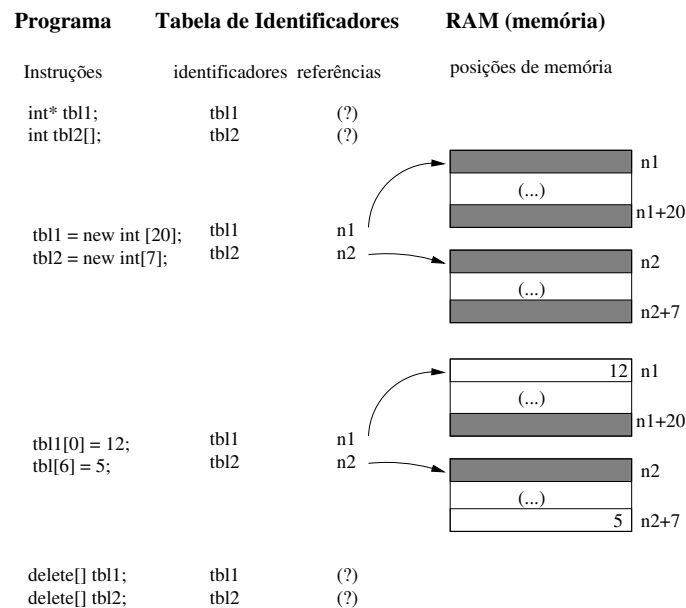 Programa Tabela de Identificadores RAM (memória)
Instruções identificadores referências posições de memória
int* tbl1; tbl1 (?)
int tbl2[]; tbl2 (?)
n1
(...)
n1+20
tbl1 = new int [20]; tbl1 n1
tbl2 = new int[7]; tbl2 n2 n2
(...)
n2+7
12 n1
(...)
n1+20
tbl1[0] = 12; tbl1 n1
tbl[6] = 5; tbl2 n2 n2
(...)
5 n2+7
delete[] tbl1; tbl1 (?)
delete[] tbl2; tbl2 (?)